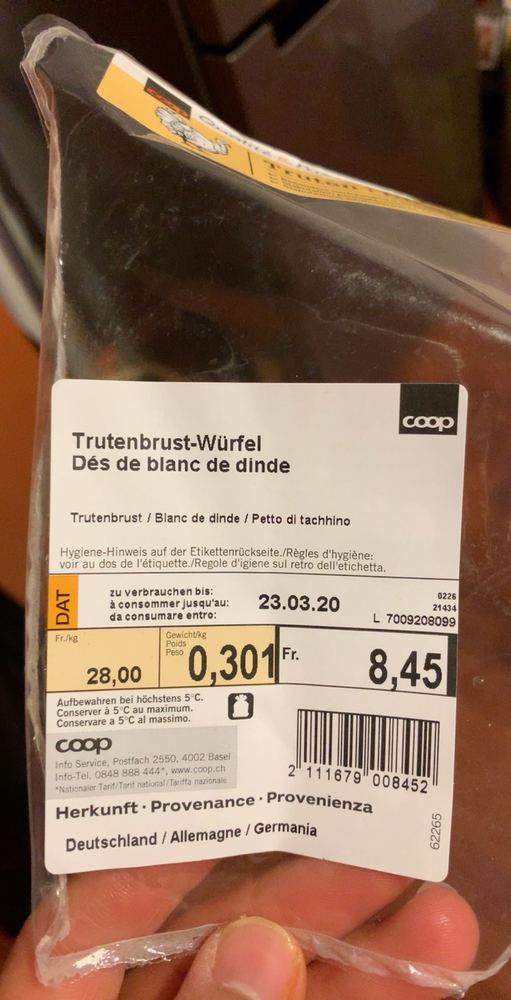 coop
Trutenbrust-Würfel
Dés de blanc de dinde
Trutenbrust / Blanc de dinde / Petto di tachhino
Hygiene-Hinweis auf der Etikettenrückseite./Règles d'hygiène:
voir au dos de l'étiquette./Regole d'igiene sul retro dell'etichetta.
DAT
zu verbrauchen bis:
à consommer jusqu'au:
da consumare entro:
23.03.20
0226
21434
L 7009208099
Fr./kg
28,00
Gewicht/kg
Poids
Peso
0,301
Fr.
8,45
Aufbewahren bei höchstens 5°C.
Conserver à 5°C au maximum.
Conservare a 5°C al massimo.
coop
Info Service, Postfach 2550, 4002 Basel
Info-Tel. 0848 888 444*, www.coop.ch
*Nationaler Tarif/Tarif national/Tariffa nazionale
2 111679 008452
Herkunft · Provenance · Provenienza
Deutschland / Allemagne / Germania
62265